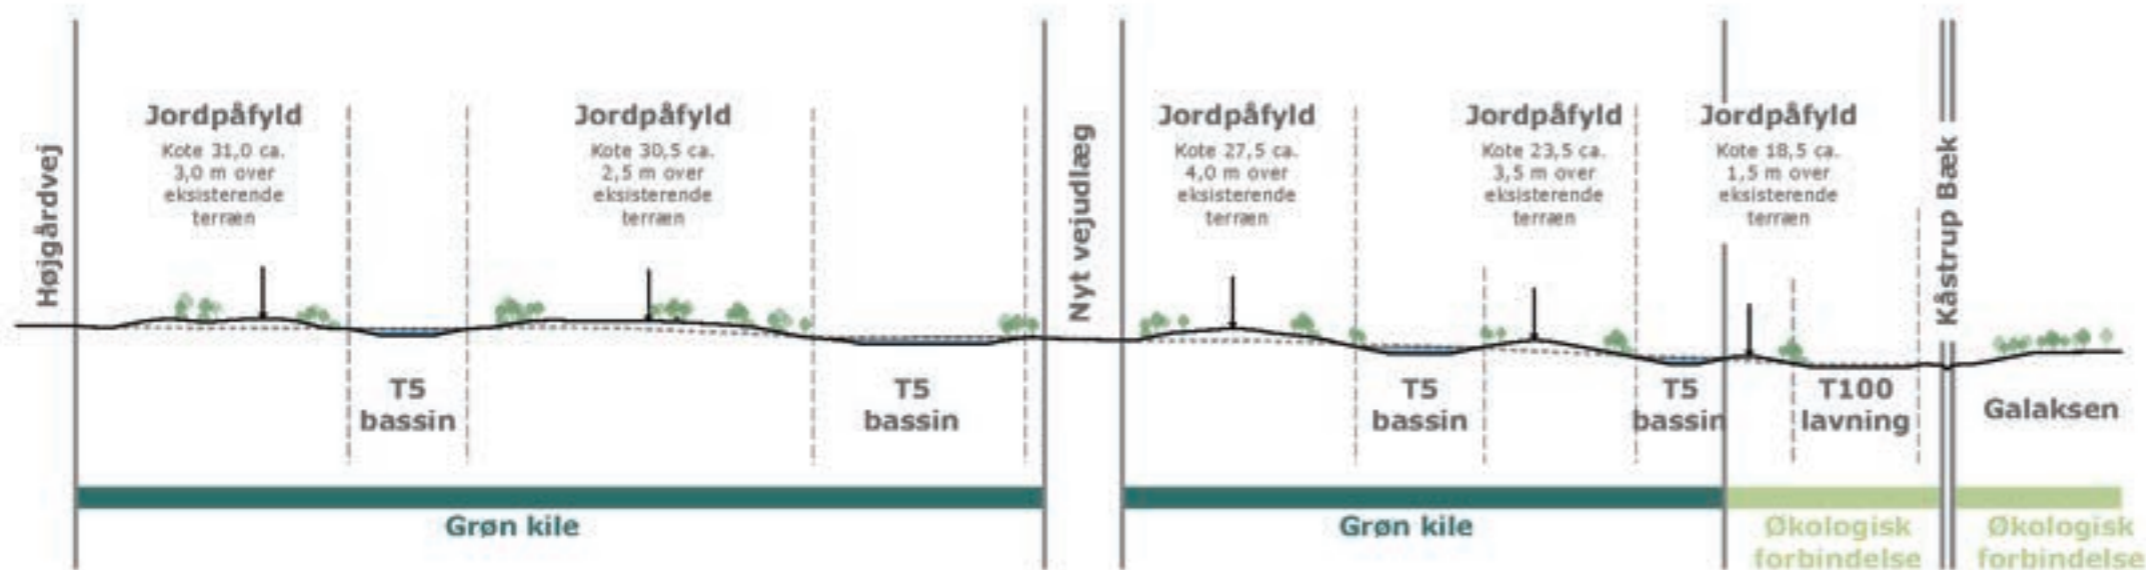 Højgårdvej
Jordpåfyld
Kote 31,0 ca.
3,0 m over
eksisterende
terræn
T5
bassin
Jordpåfyld
Kote 30,5 ca.
2,5 m over
eksisterende
terræn
T5
bassin
Grøn kile
Nyt vejudlæg
Jordpåfyld
Kote 27,5 ca.
4,0 m over
eksisterende
terræn
T5
bassin
Jordpåfyld
Kote 23,5 ca.
3,5 m over
eksisterende
terræn
T5
bassin
Grøn kile
Jordpåfyld
Kote 18,5 ca.
1,5 m over
eksisterende
terræn
T100
lavning
Økologisk
forbindelse
Kåstrup Bæk
Galaksen
Økologisk
forbindelse